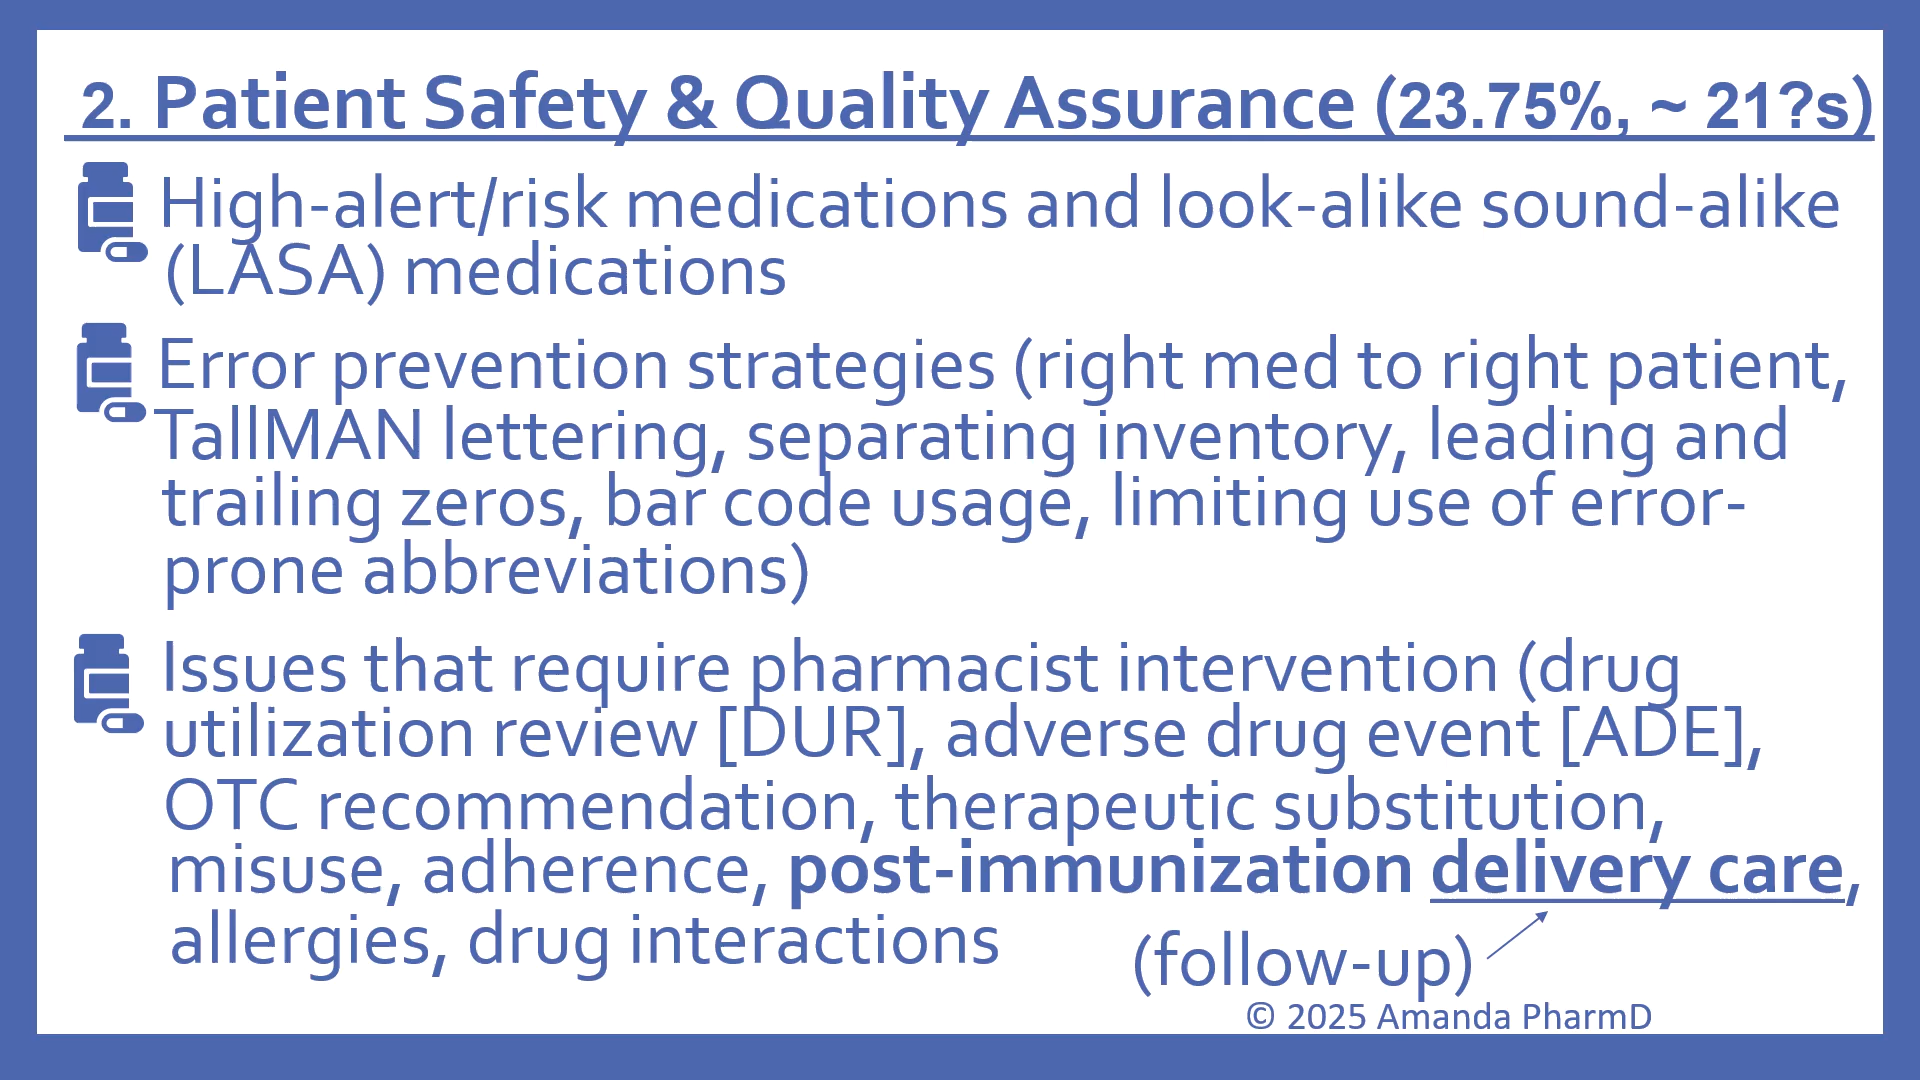 2. Patient Safety & Quality Assurance (23.75%, ~ 21?s)
High-alert/risk medications and look-alike sound-alike
(LASA) medications
Error prevention strategies (right med to right patient,
TallMAN lettering, separating inventory, leading and
trailing zeros, bar code usage, limiting use of error-
prone abbreviations)
Issues that require pharmacist intervention (drug
utilization review [DUR], adverse drug event [ADE],
OTC recommendation, therapeutic substitution,
misuse, adherence, post-immunization delivery care,
allergies, drug interactions
(follow-up)
© 2025 Amanda PharmD